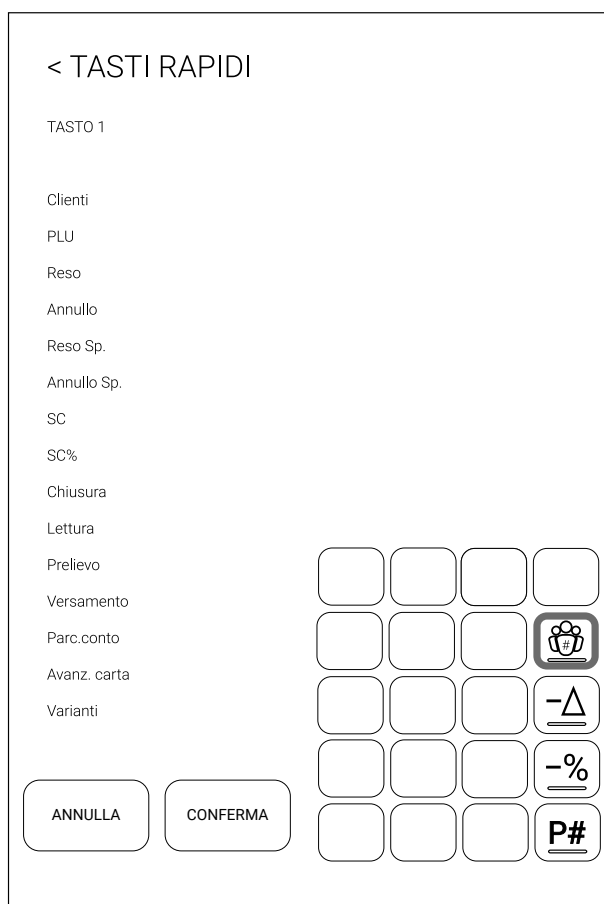 < TASTI RAPIDI
TASTO 1
Clienti
PLU
Reso
Annullo
Reso Sp.
Annullo Sp.
SC
SC%
Chiusura
Lettura
Prelievo
Versamento
Parc.conto
Avanz. carta
Varianti
#
-Δ
-%
P#
ANNULLA CONFERMA